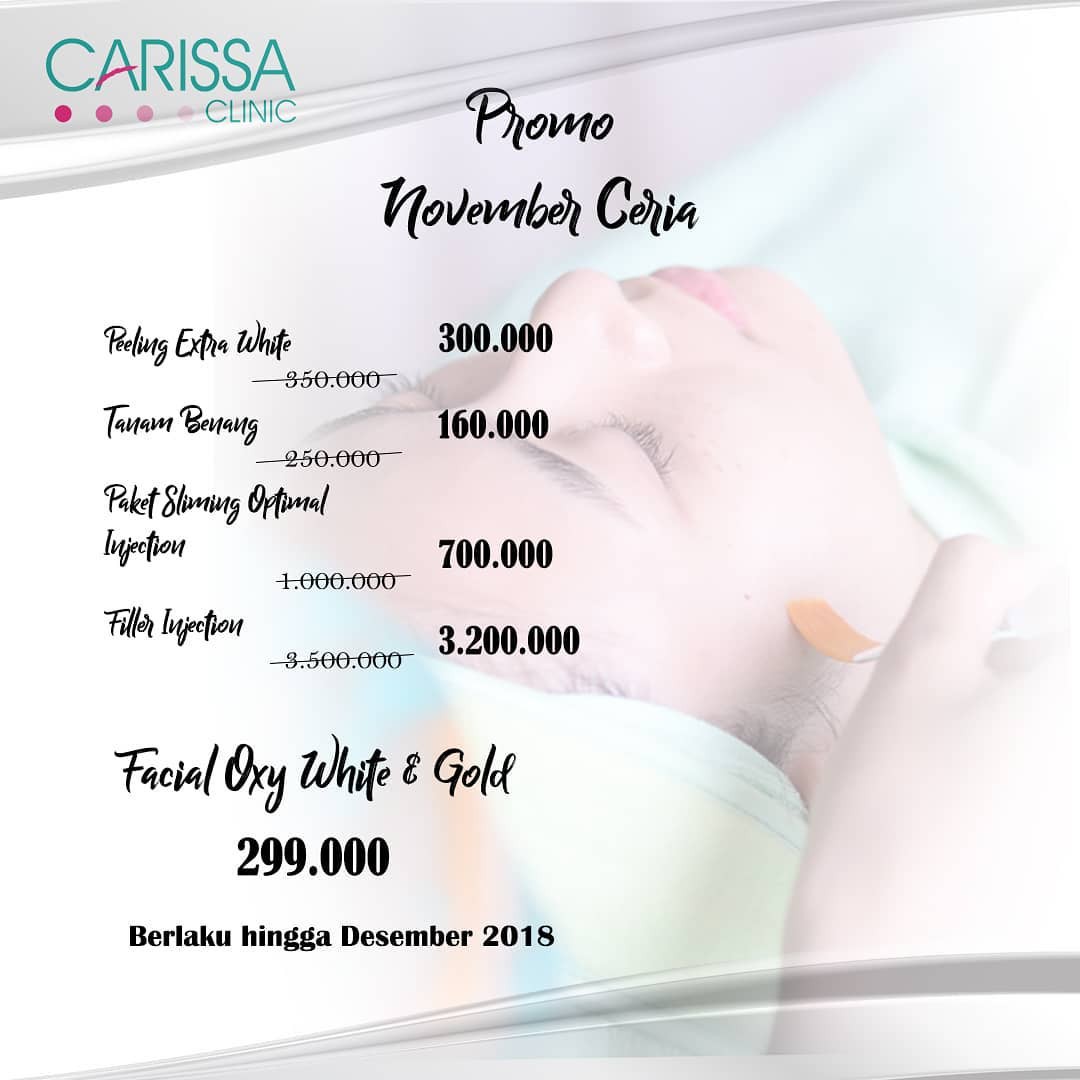 CARISSA
CLINIC
Promo
November Ceria
Peeling Extra White 300.000
350.000
Tanam Benang 160.000
250.000
Paket Sliming Optimal
Injection 700.000
1.000.000
Filler Injection 3.200.000
3.500.000
Facial Oxy White & Gold
299.000
Berlaku hingga Desember 2018